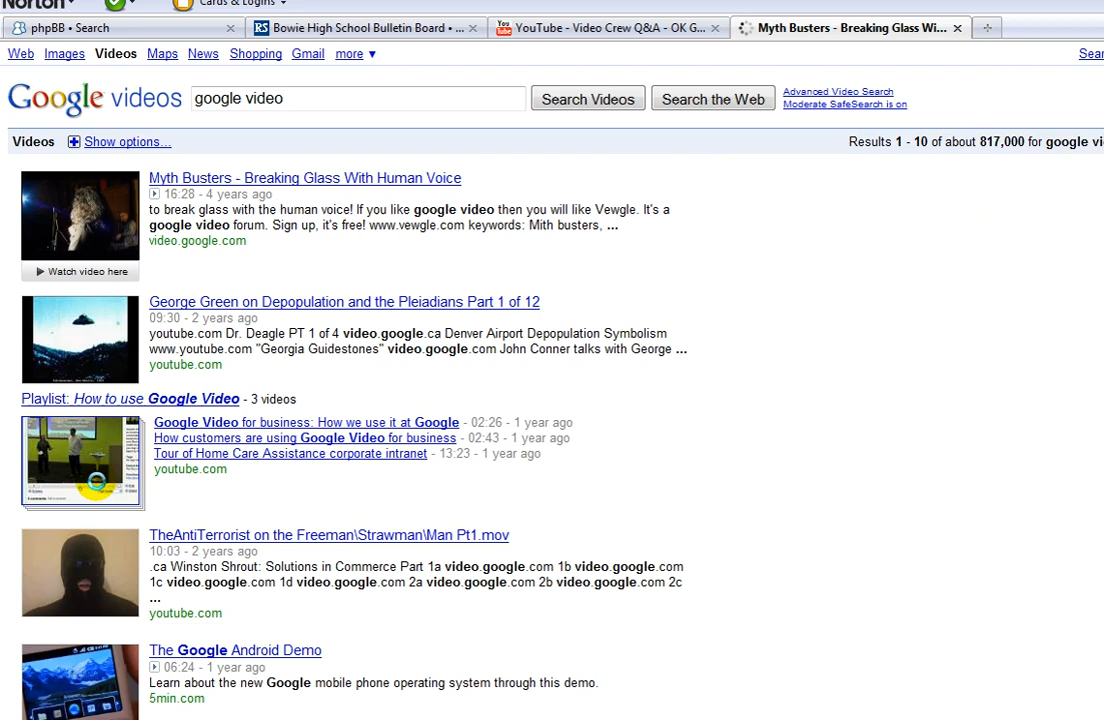 Norton
Cards & Logins
phpBB • Search
Bowie High School Bulletin Board • ...
YouTube - Video Crew Q&A - OK G...
Myth Busters - Breaking Glass Wi...
Web Images Videos Maps News Shopping Gmail more ▼
Google videos
google video
Search Videos
Search the Web
Advanced Video Search
Moderate SafeSearch is on
Videos
Show options...
Results 1 - 10 of about 817,000 for google vi
Myth Busters - Breaking Glass With Human Voice
16:28 - 4 years ago
to break glass with the human voice! If you like google video then you will like Vewgle. It's a
google video forum. Sign up, it's free! www.vewgle.com keywords: Mith busters, ...
video.google.com
Watch video here
George Green on Depopulation and the Pleiadians Part 1 of 12
09:30 - 2 years ago
youtube.com Dr. Deagle PT 1 of 4 video.google.ca Denver Airport Depopulation Symbolism
www.youtube.com "Georgia Guidestones" video.google.com John Conner talks with George ...
youtube.com
Playlist: How to use Google Video - 3 videos
Google Video for business: How we use it at Google - 02:26 - 1 year ago
How customers are using Google Video for business - 02:43 - 1 year ago
Tour of Home Care Assistance corporate intranet - 13:23 - 1 year ago
youtube.com
TheAntiTerrorist on the Freeman\Strawman\Man Pt1.mov
10:03 - 2 years ago
.ca Winston Shrout: Solutions in Commerce Part 1a video.google.com 1b video.google.com
1c video.google.com 1d video.google.com 2a video.google.com 2b video.google.com 2c
...
youtube.com
The Google Android Demo
06:24 - 1 year ago
Learn about the new Google mobile phone operating system through this demo.
5min.com